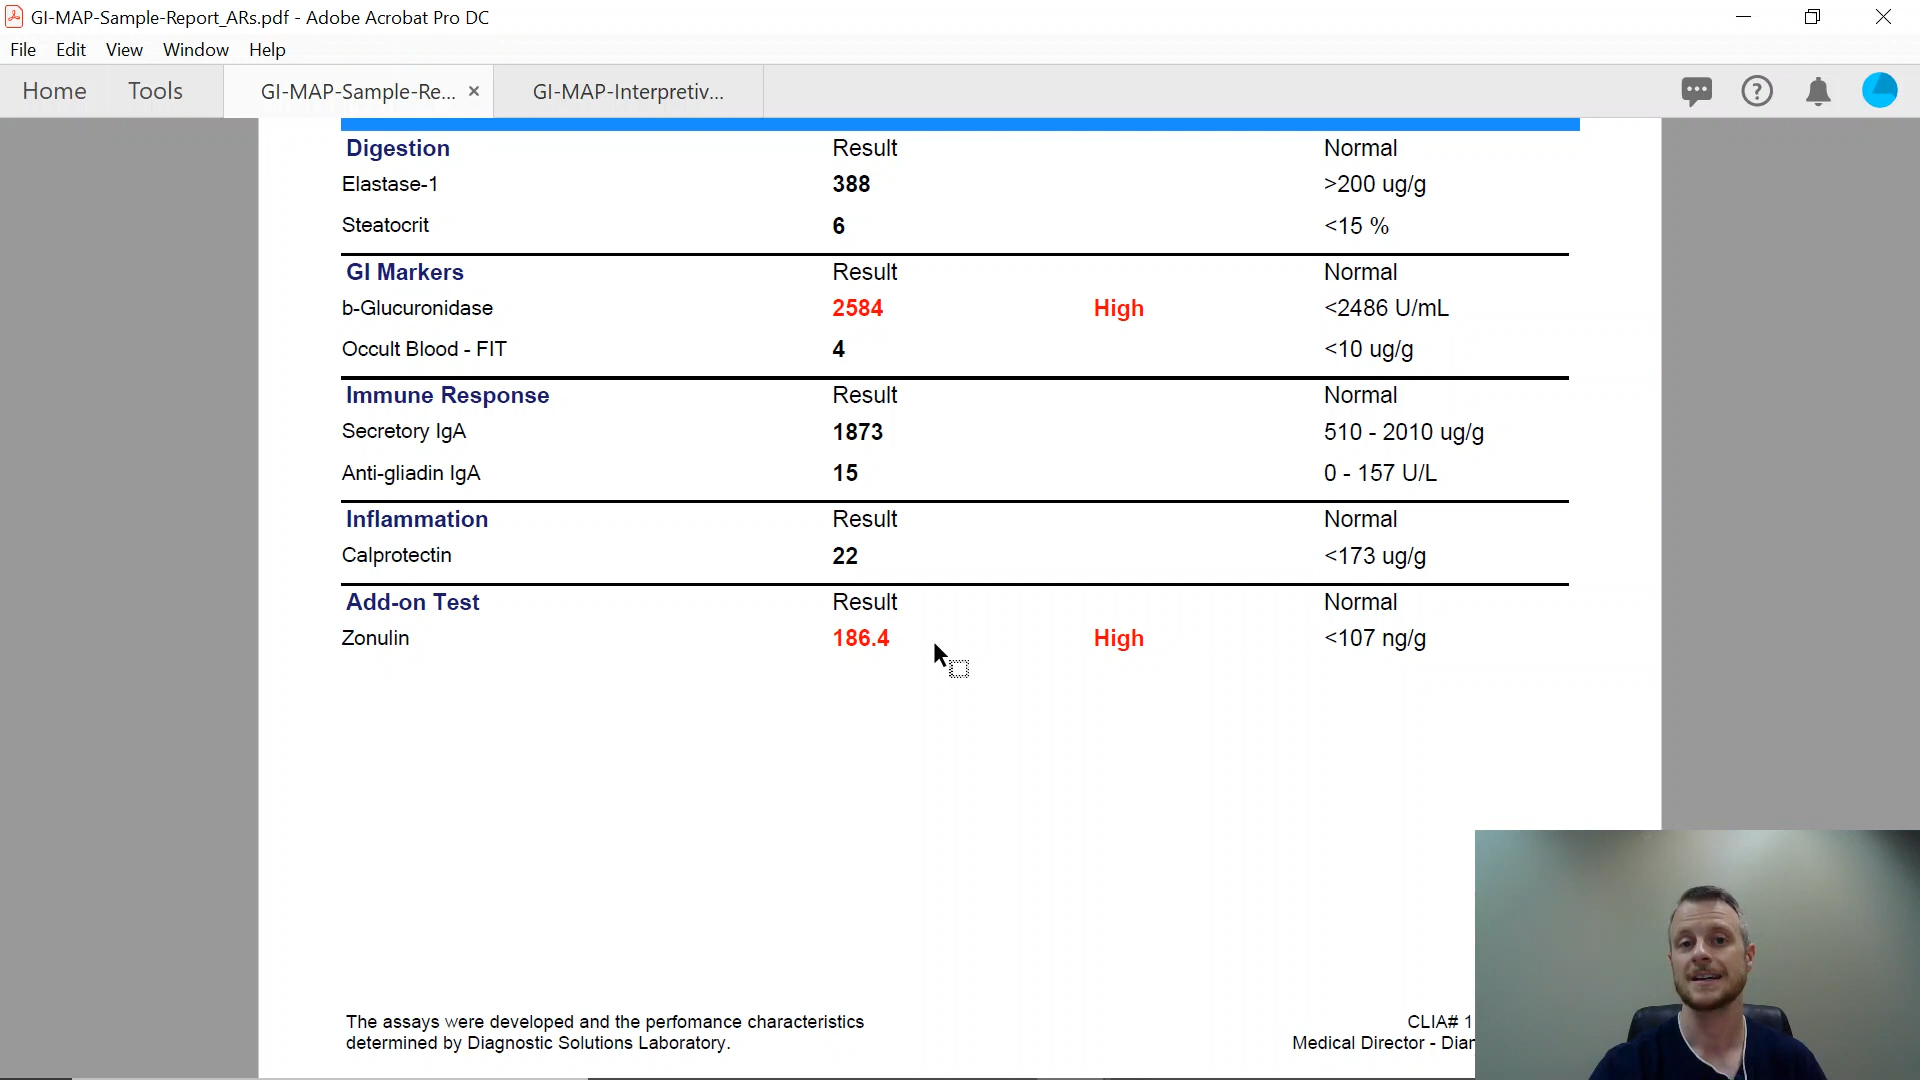 GI-MAP-Sample-Report_ARs.pdf - Adobe Acrobat Pro DC
File Edit View Window Help
Home Tools GI-MAP-Sample-Re... × GI-MAP-Interpretiv...
Digestion Result Normal
Elastase-1 388 >200 ug/g
Steatocrit 6 <15 %
GI Markers Result Normal
b-Glucuronidase 2584 High <2486 U/mL
Occult Blood - FIT 4 <10 ug/g
Immune Response Result Normal
Secretory IgA 1873 510 - 2010 ug/g
Anti-gliadin IgA 15 0 - 157 U/L
Inflammation Result Normal
Calprotectin 22 <173 ug/g
Add-on Test Result Normal
Zonulin 186.4 High <107 ng/g
The assays were developed and the perfomance characteristics
determined by Diagnostic Solutions Laboratory.
CLIA# 1
Medical Director - Dian